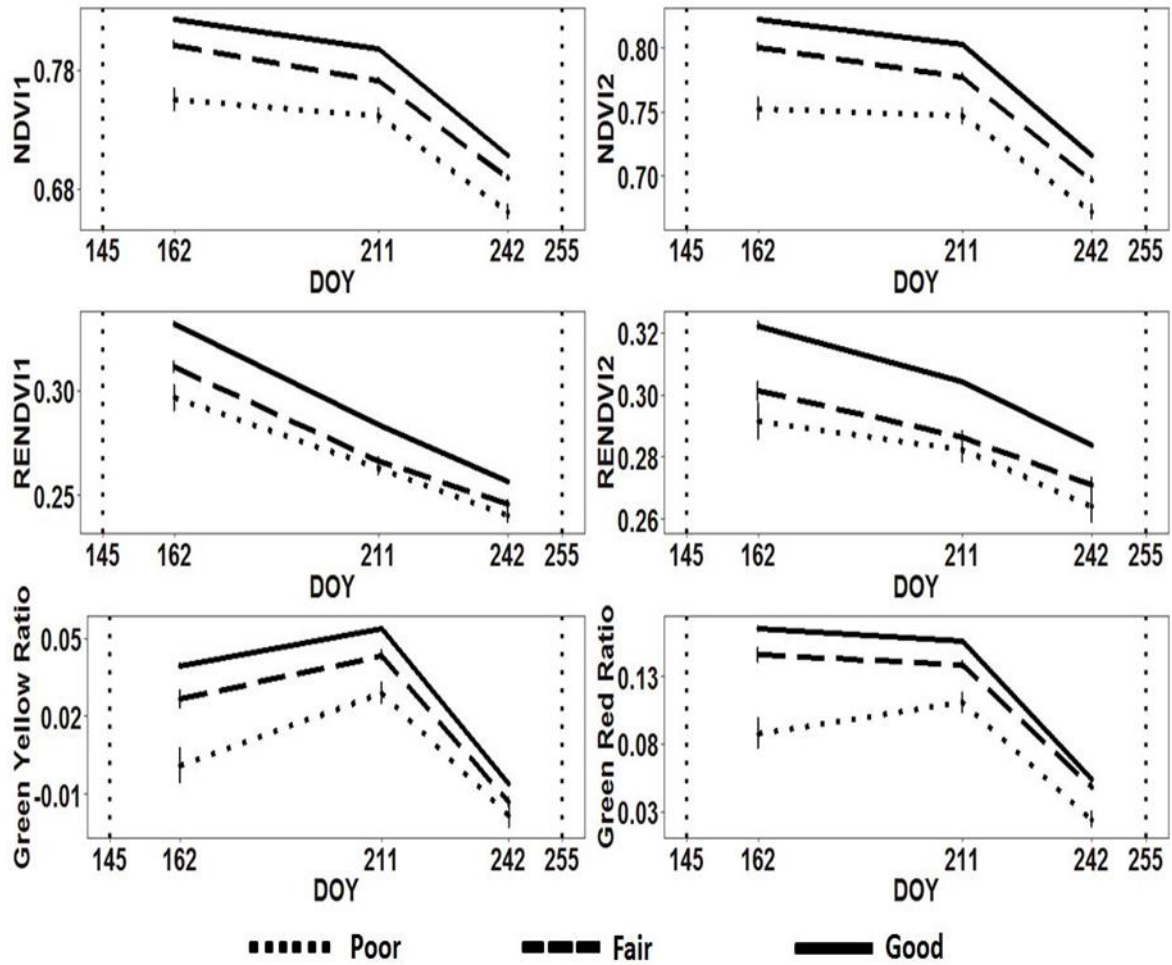 NDVI1
0.78
0.68
145 162 211 242 255
DOY
NDVI2
0.80
0.75
0.70
145 162 211 242 255
DOY
RENDVI1
0.30
0.25
145 162 211 242 255
DOY
RENDVI2
0.32
0.30
0.28
0.26
145 162 211 242 255
DOY
Green Yellow Ratio
0.05
0.02
-0.01
145 162 211 242 255
DOY
Green Red Ratio
0.13
0.08
0.03
145 162 211 242 255
DOY
Poor Fair Good